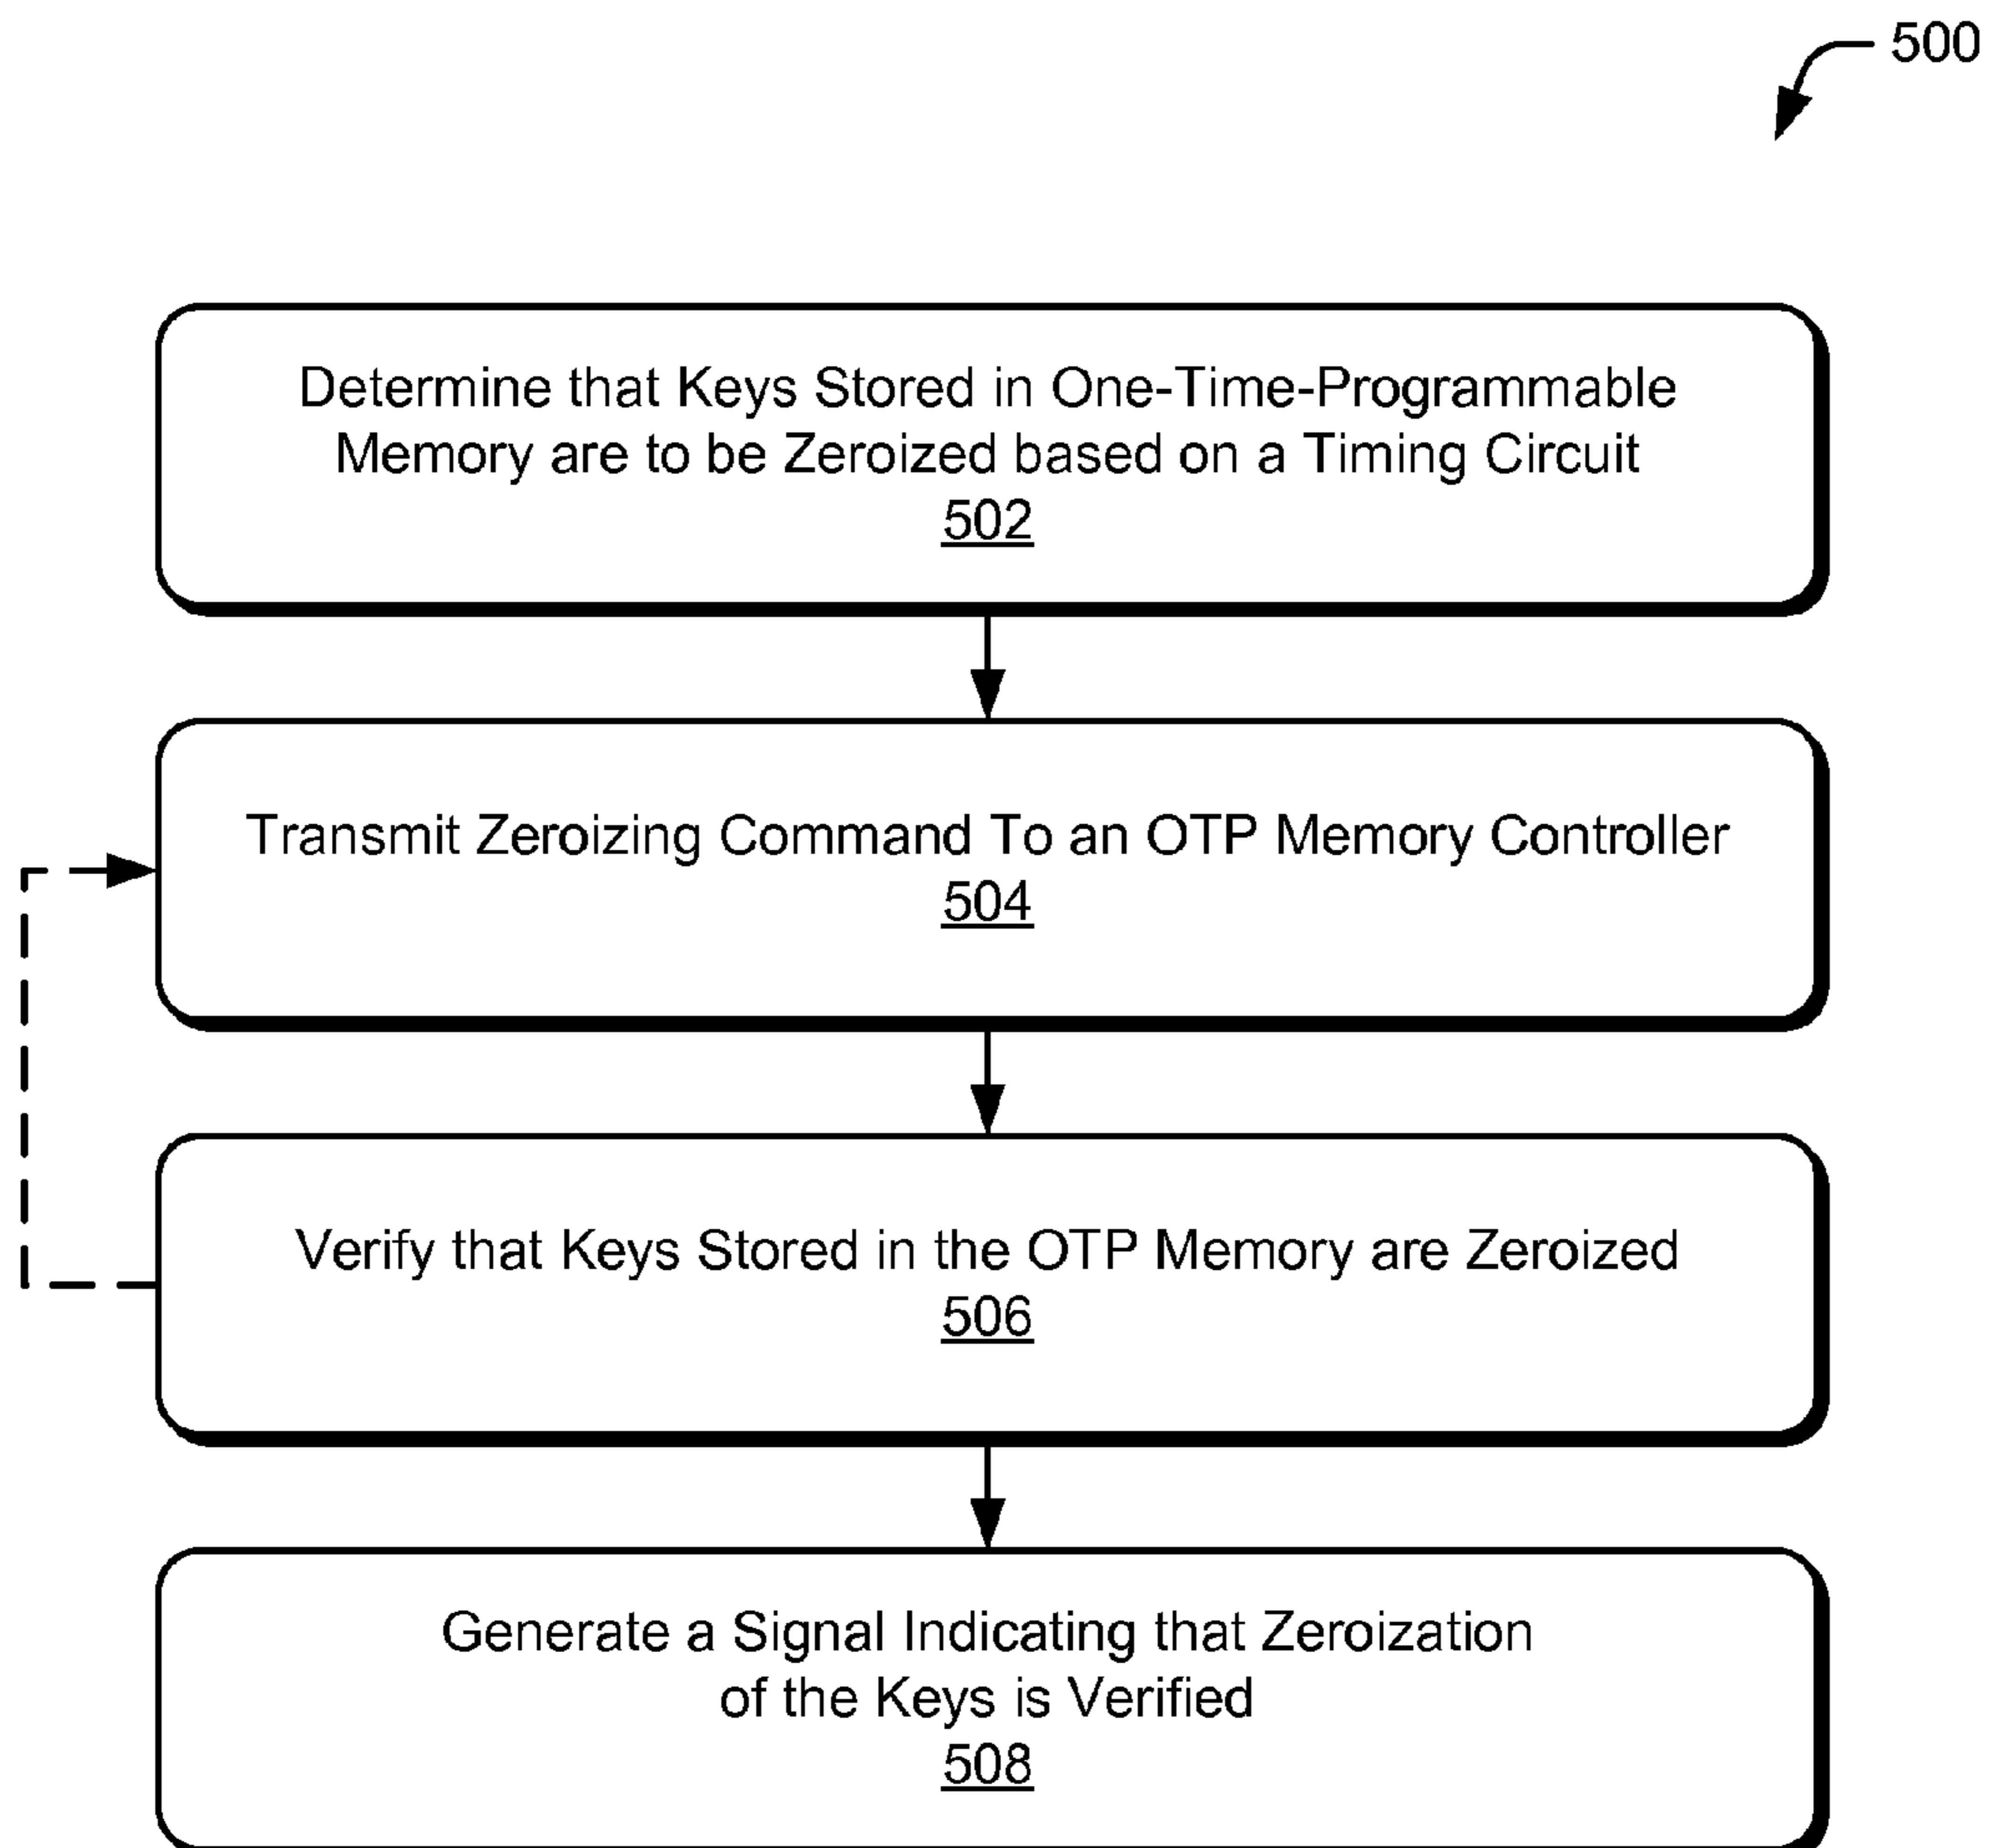 500
Determine that Keys Stored in One-Time-Programmable
Memory are to be Zeroized based on a Timing Circuit
502
Transmit Zeroizing Command To an OTP Memory Controller
504
Verify that Keys Stored in the OTP Memory are Zeroized
506
Generate a Signal Indicating that Zeroization
of the Keys is Verified
508